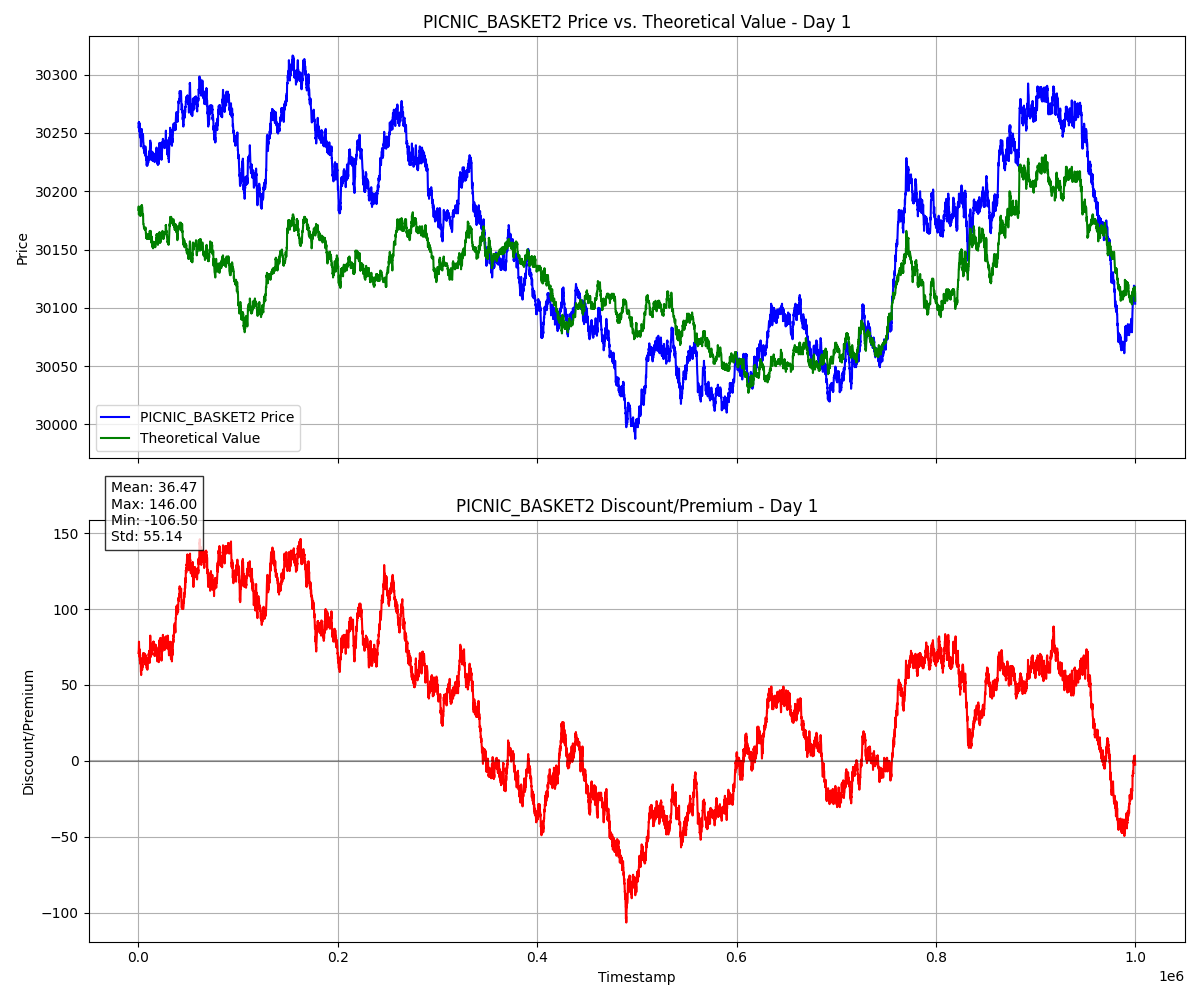 PICNIC_BASKET2 Price vs. Theoretical Value - Day 1
Price
30300
30250
30200
30150
30100
30050
30000
PICNIC_BASKET2 Price
Theoretical Value
Mean: 36.47
Max: 146.00
Min: -106.50
Std: 55.14
PICNIC_BASKET2 Discount/Premium - Day 1
Discount/Premium
150
100
50
0
−50
−100
0.0 0.2 0.4 0.6 0.8 1.0
1e6
Timestamp